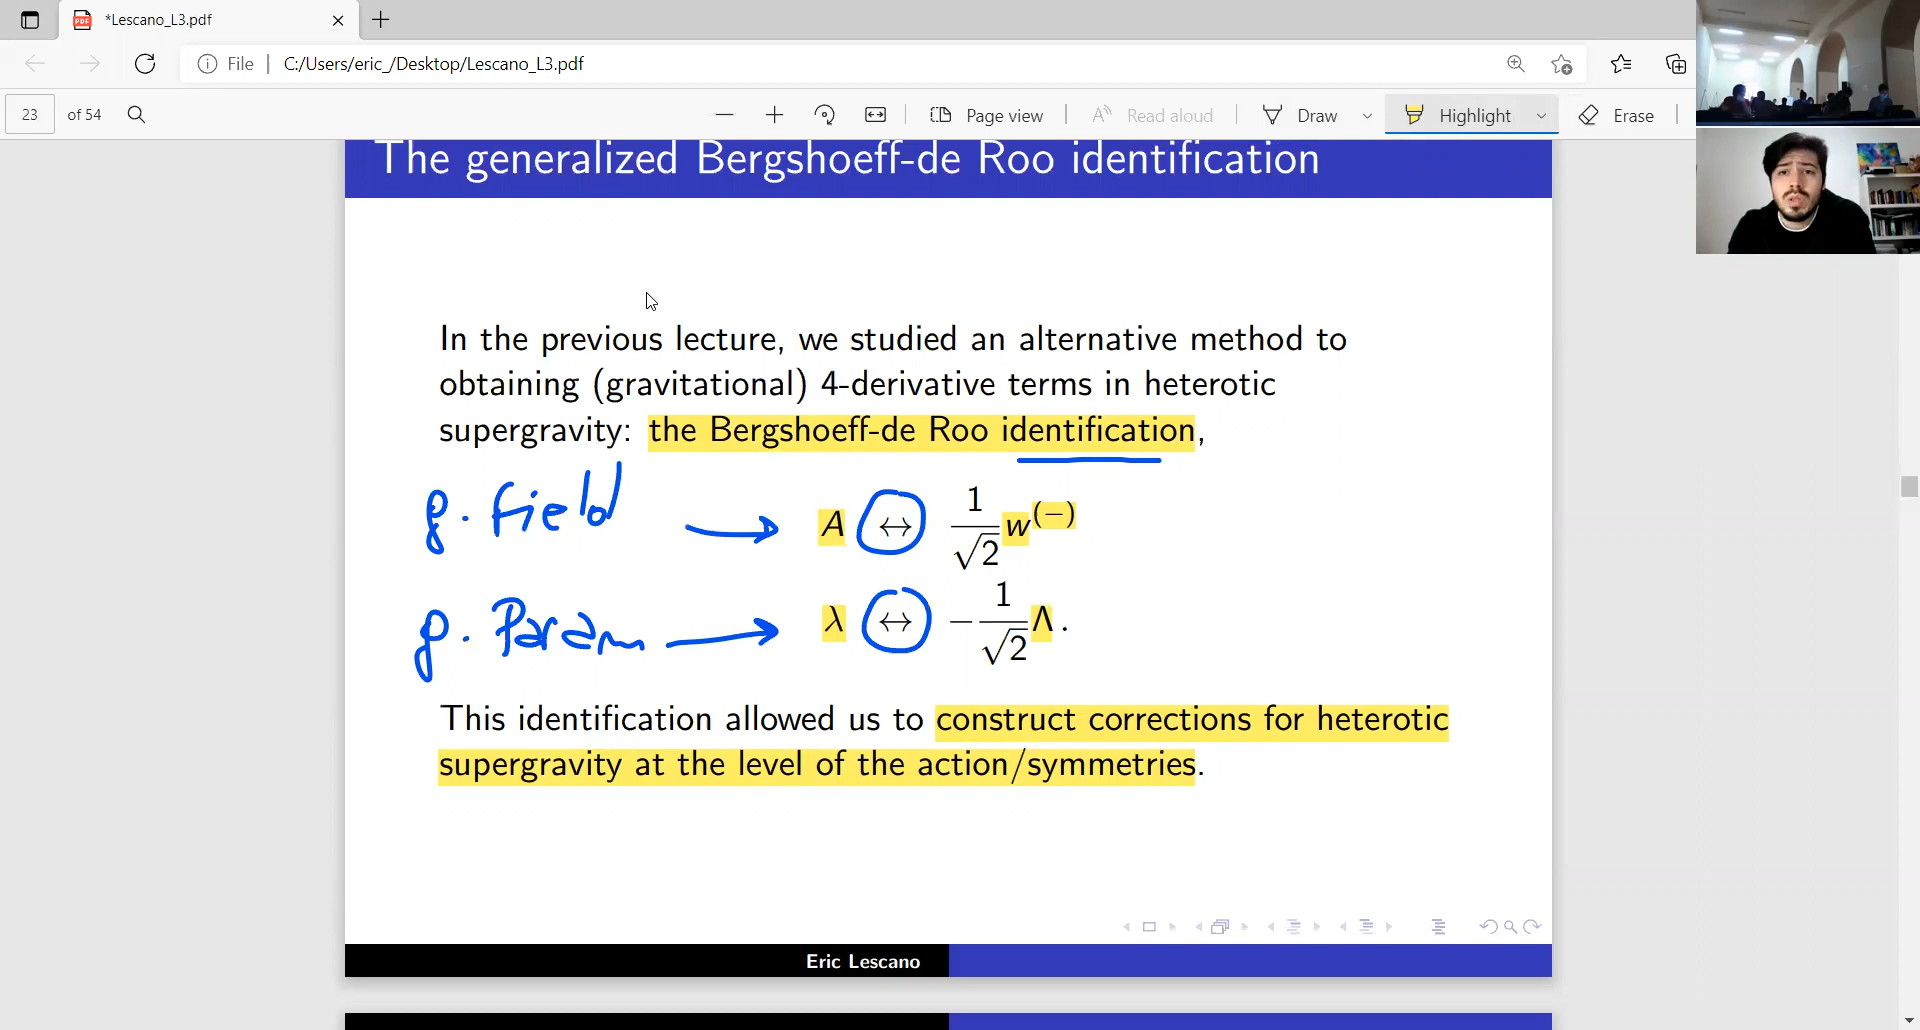 *Lescano_L3.pdf
File | C:/Users/eric_/Desktop/Lescano_L3.pdf
23 of 54 Page view Read aloud Draw Highlight Erase
The generalized Bergshoeff-de Roo identification
In the previous lecture, we studied an alternative method to
obtaining (gravitational) 4-derivative terms in heterotic
supergravity: the Bergshoeff-de Roo identification,
g. field → A ↔ 1/√2 w^(−)
g. Param → λ ↔ −1/√2 Λ.
This identification allowed us to construct corrections for heterotic
supergravity at the level of the action/symmetries.
Eric Lescano